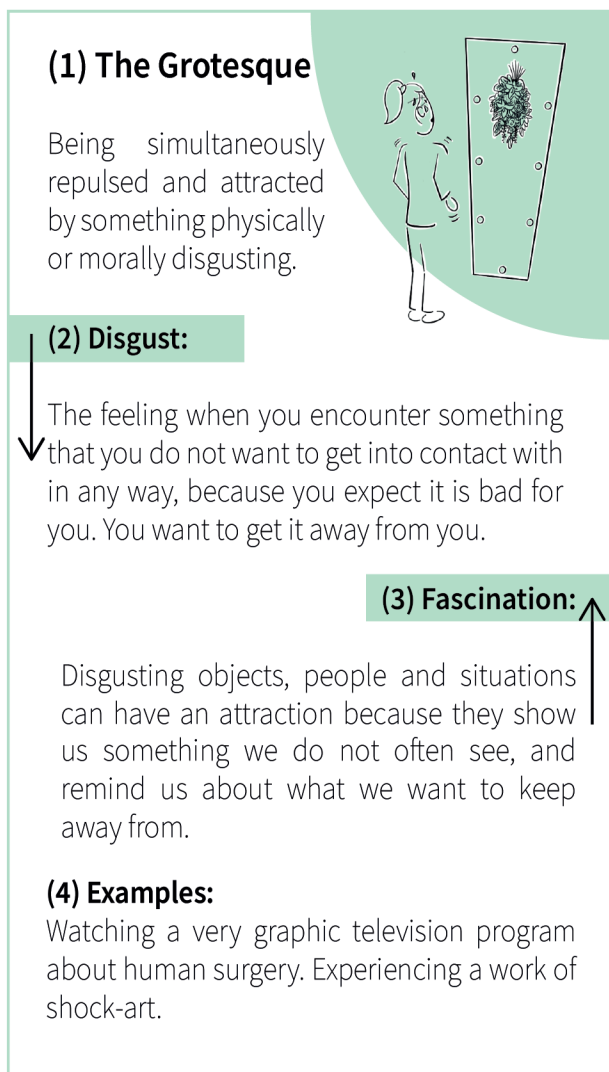 (1) The Grotesque
Being simultaneously
repulsed and attracted
by something physically
or morally disgusting.
(2) Disgust:
The feeling when you encounter something
that you do not want to get into contact with
in any way, because you expect it is bad for
you. You want to get it away from you.
(3) Fascination:
Disgusting objects, people and situations
can have an attraction because they show
us something we do not often see, and
remind us about what we want to keep
away from.
(4) Examples:
Watching a very graphic television program
about human surgery. Experiencing a work of
shock-art.